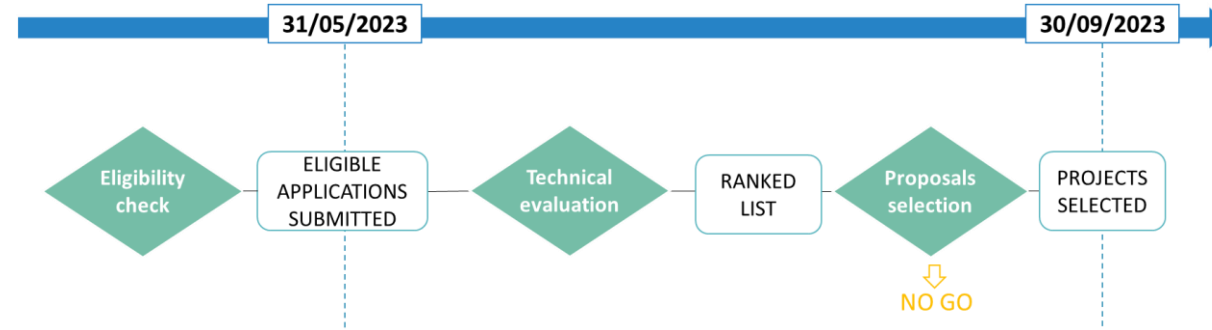 31/05/2023
30/09/2023
Eligibility
check
ELIGIBLE
APPLICATIONS
SUBMITTED
Technical
evaluation
RANKED
LIST
Proposals
selection
PROJECTS
SELECTED
NO GO